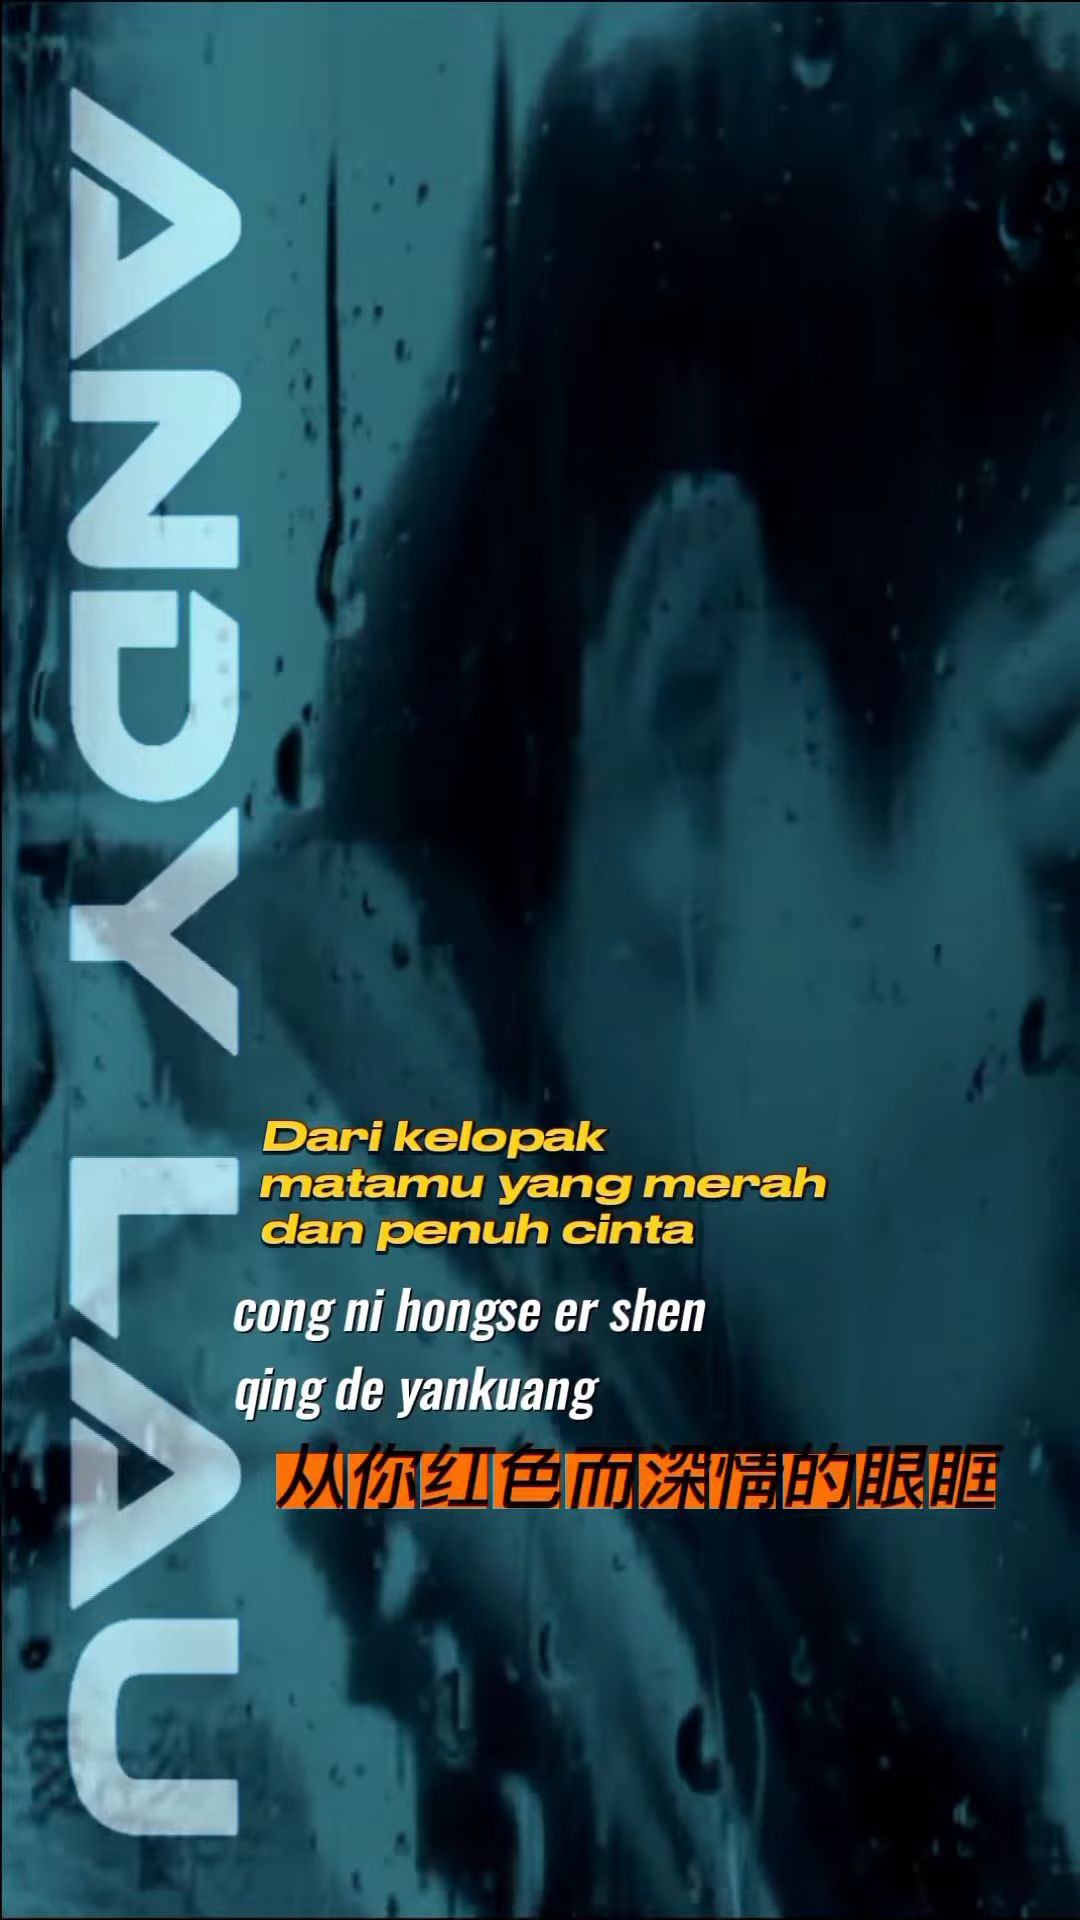 ANDY LAU
Dari kelopak
matamu yang merah
dan penuh cinta
cong ni hongse er shen
qing de yankuang
从你红色而深情的眼眶